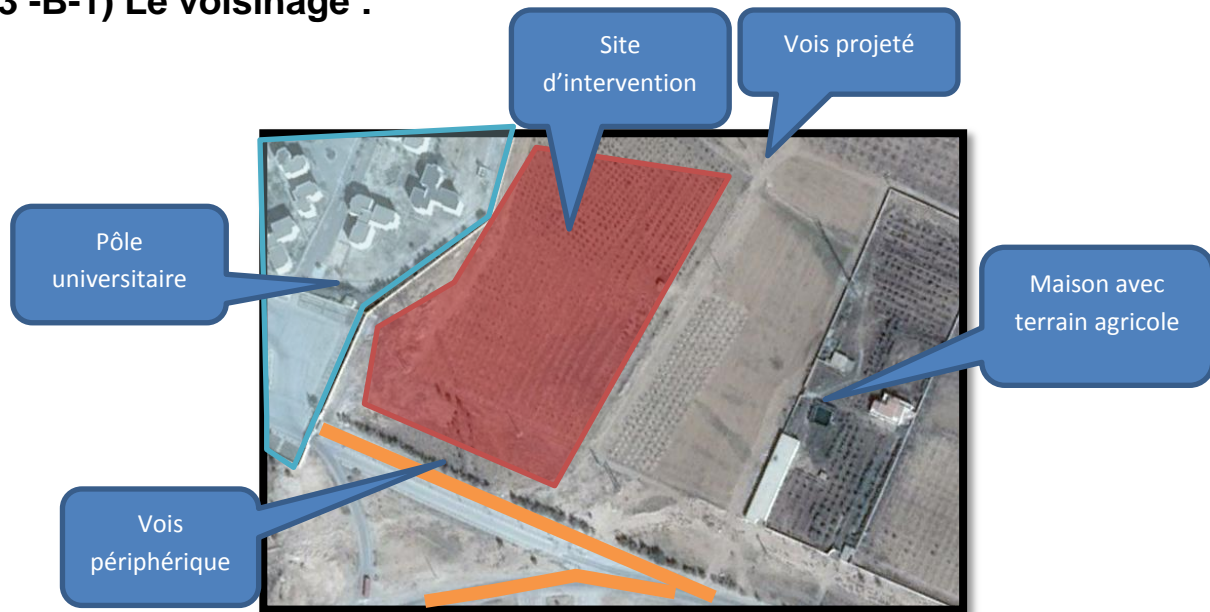 3 -B-1) Le voisinage :
Site
d’intervention
Vois projeté
Pôle
universitaire
Maison avec
terrain agricole
Vois
périphérique